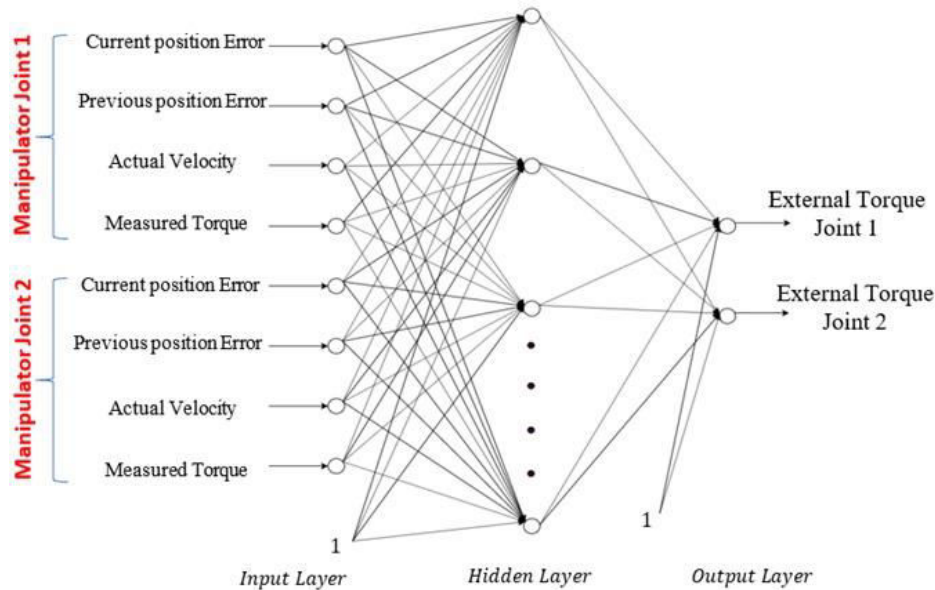 Manipulator Joint 1
Current position Error
Previous position Error
Actual Velocity
Measured Torque
Manipulator Joint 2
Current position Error
Previous position Error
Actual Velocity
Measured Torque
1
1
External Torque
Joint 1
External Torque
Joint 2
Input Layer
Hidden Layer
Output Layer